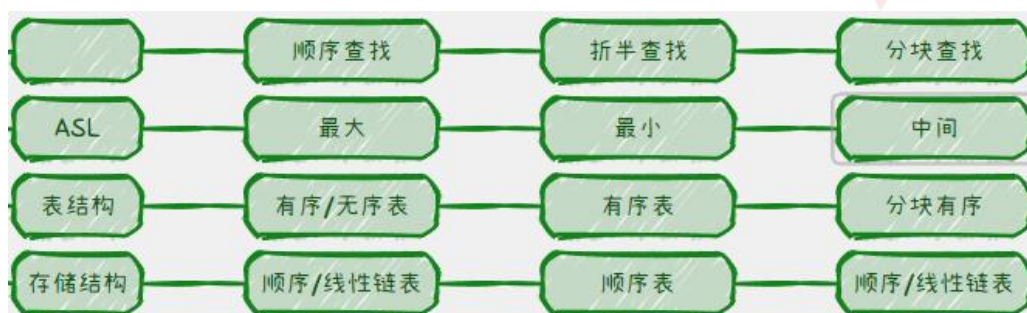 顺序查找 折半查找 分块查找
ASL 最大 最小 中间
表结构 有序/无序表 有序表 分块有序
存储结构 顺序/线性链表 顺序表 顺序/线性链表